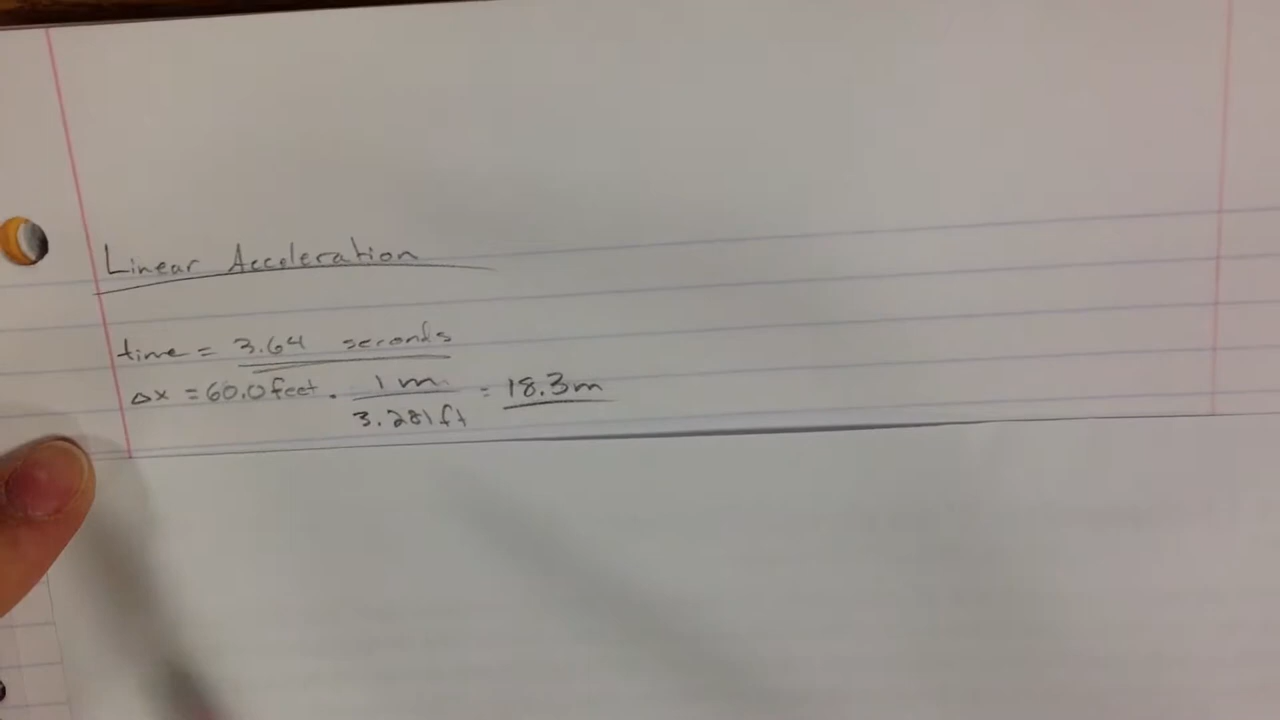 Linear Acceleration
time = 3.64 seconds
Δx = 60.0 feet · 1 m / 3.281 ft = 18.3 m